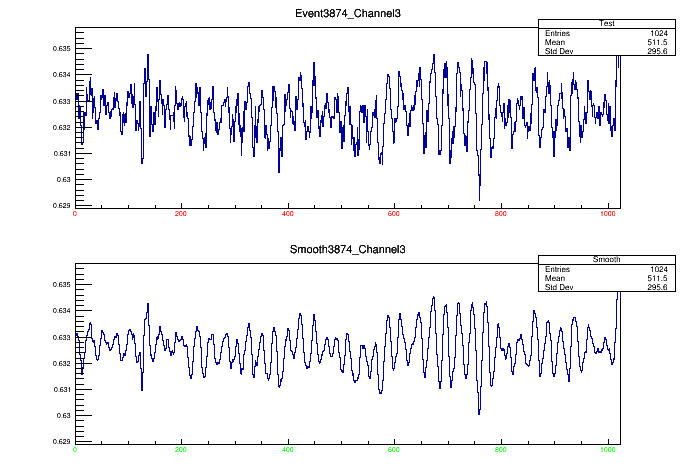 Event3874_Channel3
Test
Entries 1024
Mean 511.5
Std Dev 295.6
0.635
0.634
0.633
0.632
0.631
0.63
0.629
0 200 400 600 800 1000
Smooth3874_Channel3
Smooth
Entries 1024
Mean 511.5
Std Dev 295.6
0.635
0.634
0.633
0.632
0.631
0.63
0.629
0 200 400 600 800 1000